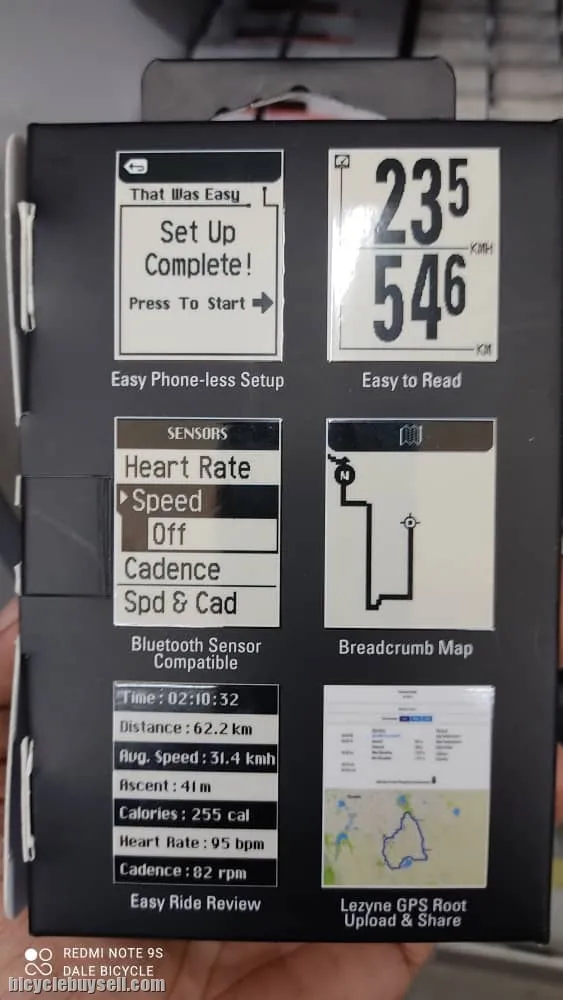 That Was Easy
Set Up
Complete!
Press To Start
Easy Phone-less Setup
235
KMH
546
KM
Easy to Read
SENSORS
Heart Rate
Speed
Off
Cadence
Spd & Cad
Bluetooth Sensor
Compatible
N
Breadcrumb Map
Time : 02:10:32
Distance : 62.2 km
Avg. Speed : 31.4 kmh
Ascent : 41 m
Calories : 255 cal
Heart Rate : 95 bpm
Cadence : 82 rpm
Easy Ride Review
Lezyne GPS Root
Upload & Share
REDMI NOTE 9S
DALE BICYCLE
bicyclebuysell.com